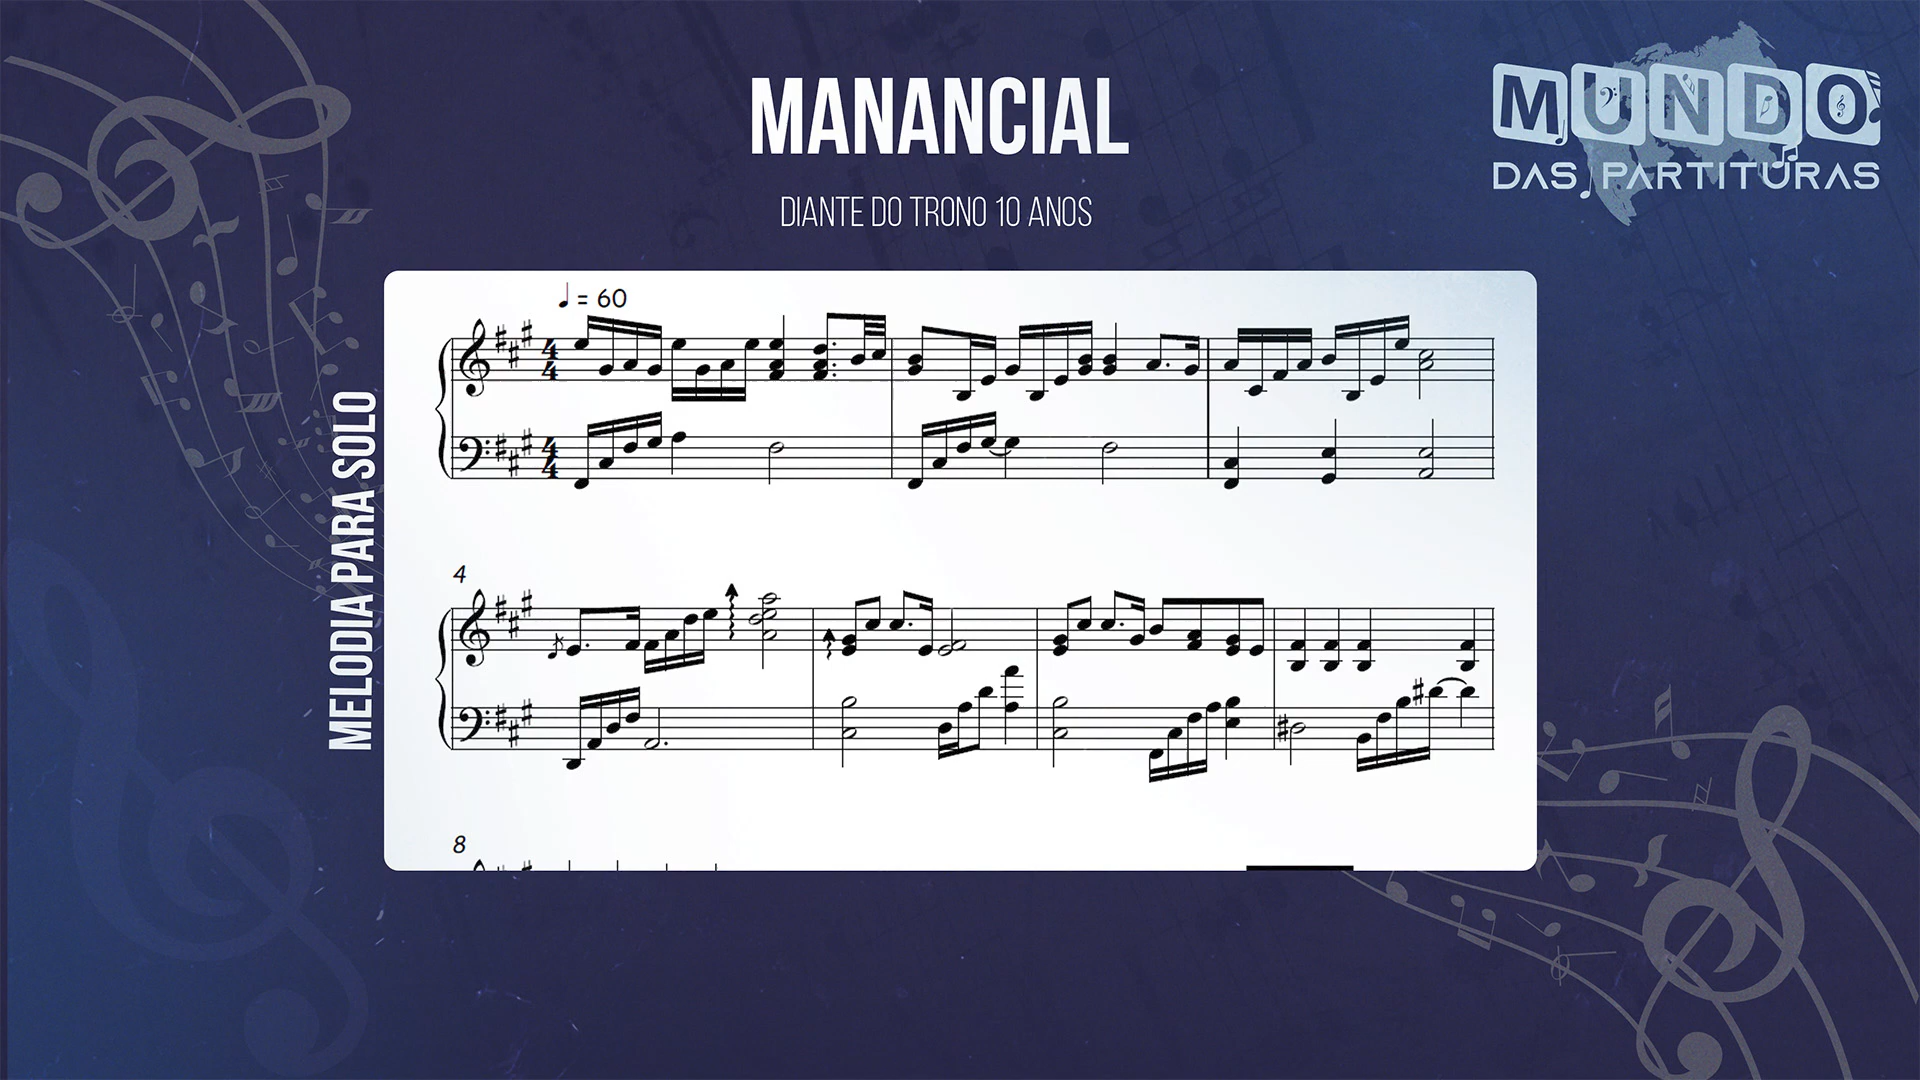 MANANCIAL
DIANTE DO TRONO 10 ANOS
MUNDO
DAS PARTITURAS
MELODIA PARA SOLO
♩ = 60
4
4
4
4
4
8